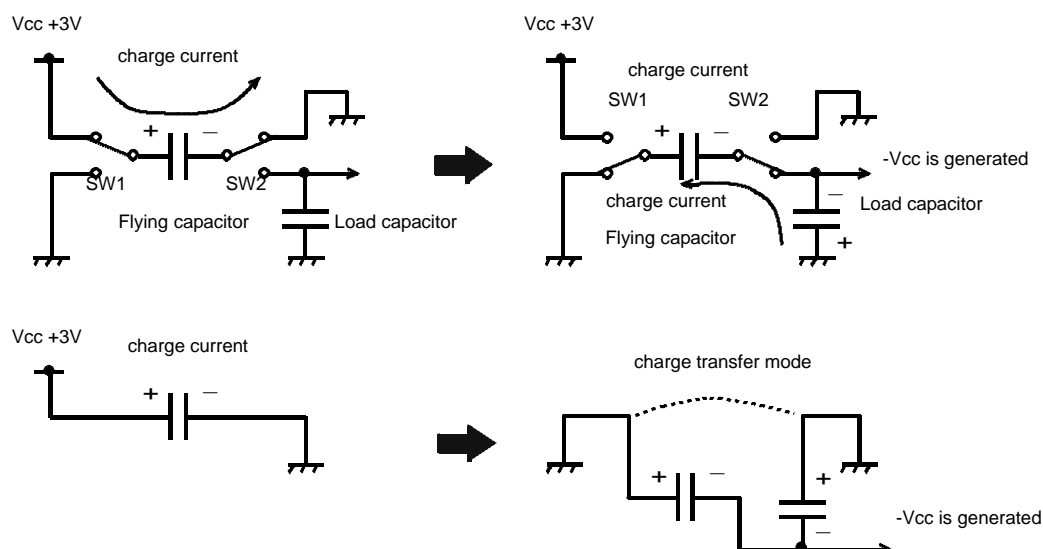 Vcc +3V
charge current
+
−
SW1
SW2
Flying capacitor
Load capacitor
Vcc +3V
charge current
SW1
SW2
+
−
-Vcc is generated
charge current
−
Load capacitor
Flying capacitor
+
Vcc +3V
charge current
+
−
charge transfer mode
+
−
+
−
-Vcc is generated